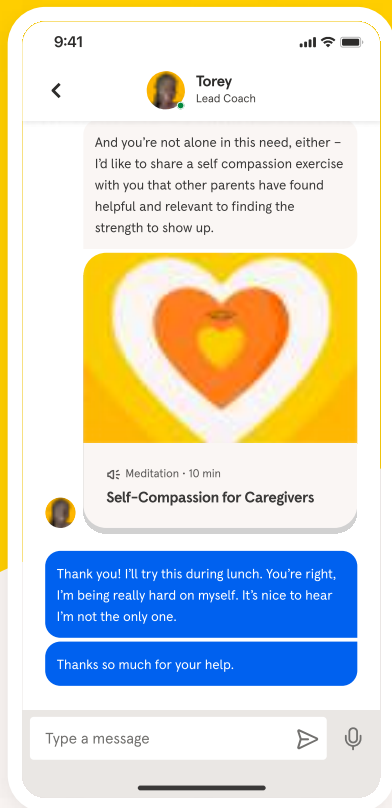 9:41
Torey
Lead Coach
And you’re not alone in this need, either –
I’d like to share a self compassion exercise
with you that other parents have found
helpful and relevant to finding the
strength to show up.
Meditation • 10 min
Self-Compassion for Caregivers
Thank you! I’ll try this during lunch. You’re right,
I’m being really hard on myself. It’s nice to hear
I’m not the only one.
Thanks so much for your help.
Type a message